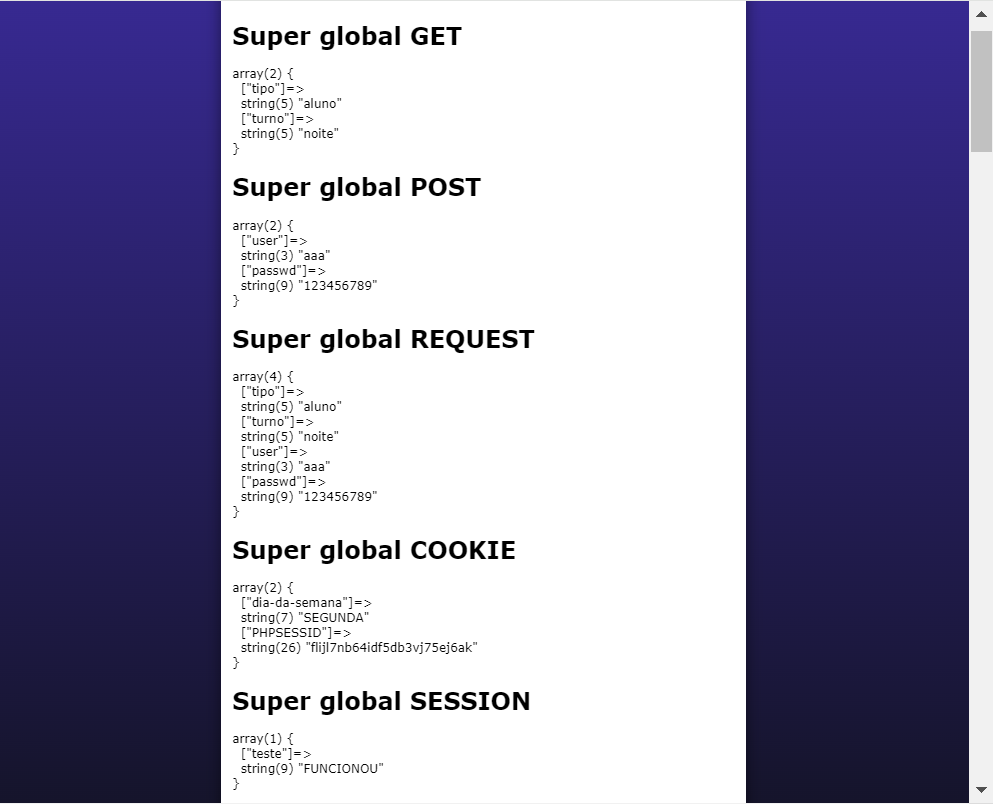 Super global GET
array(2) {
  ["tipo"]=>
  string(5) "aluno"
  ["turno"]=>
  string(5) "noite"
}
Super global POST
array(2) {
  ["user"]=>
  string(3) "aaa"
  ["passwd"]=>
  string(9) "123456789"
}
Super global REQUEST
array(4) {
  ["tipo"]=>
  string(5) "aluno"
  ["turno"]=>
  string(5) "noite"
  ["user"]=>
  string(3) "aaa"
  ["passwd"]=>
  string(9) "123456789"
}
Super global COOKIE
array(2) {
  ["dia-da-semana"]=>
  string(7) "SEGUNDA"
  ["PHPSESSID"]=>
  string(26) "flijl7nb64idf5db3vj75ej6ak"
}
Super global SESSION
array(1) {
  ["teste"]=>
  string(9) "FUNCIONOU"
}